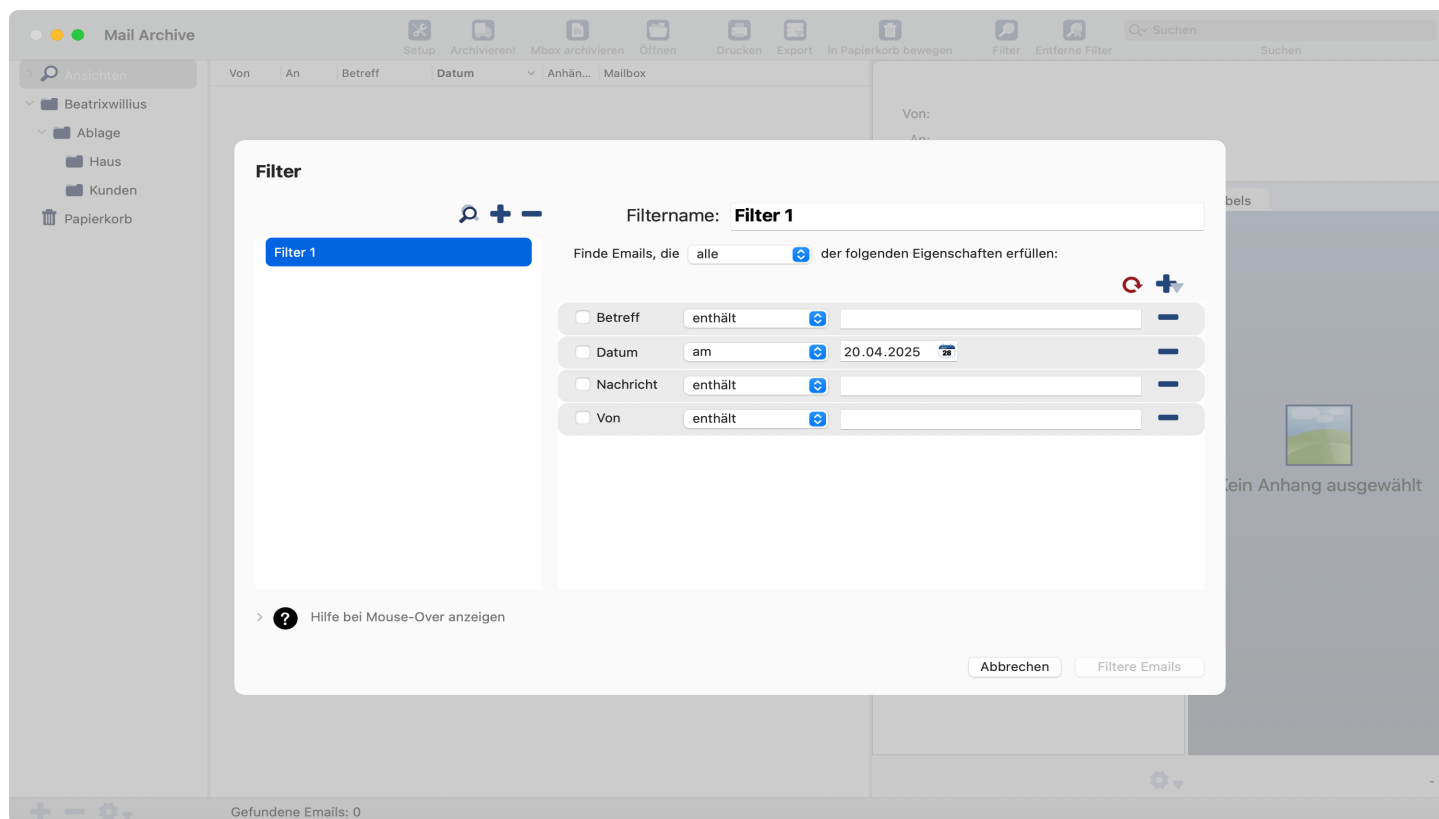 Mail Archive
Setup Archivieren! Mbox archivieren Öffnen Drucken Export In Papierkorb bewegen Filter Entferne Filter Suchen
Suchen
Ansichten
Von An Betreff Datum Anhän... Mailbox
Beatrixwillius
Ablage
Haus
Kunden
Papierkorb
Von:
An:
bels
Filter
Filter 1
Filtername: Filter 1
Finde Emails, die alle der folgenden Eigenschaften erfüllen:
Betreff enthält
Datum am 20.04.2025 28
Nachricht enthält
Von enthält
Kein Anhang ausgewählt
? Hilfe bei Mouse-Over anzeigen
Abbrechen Filtere Emails
Gefundene Emails: 0